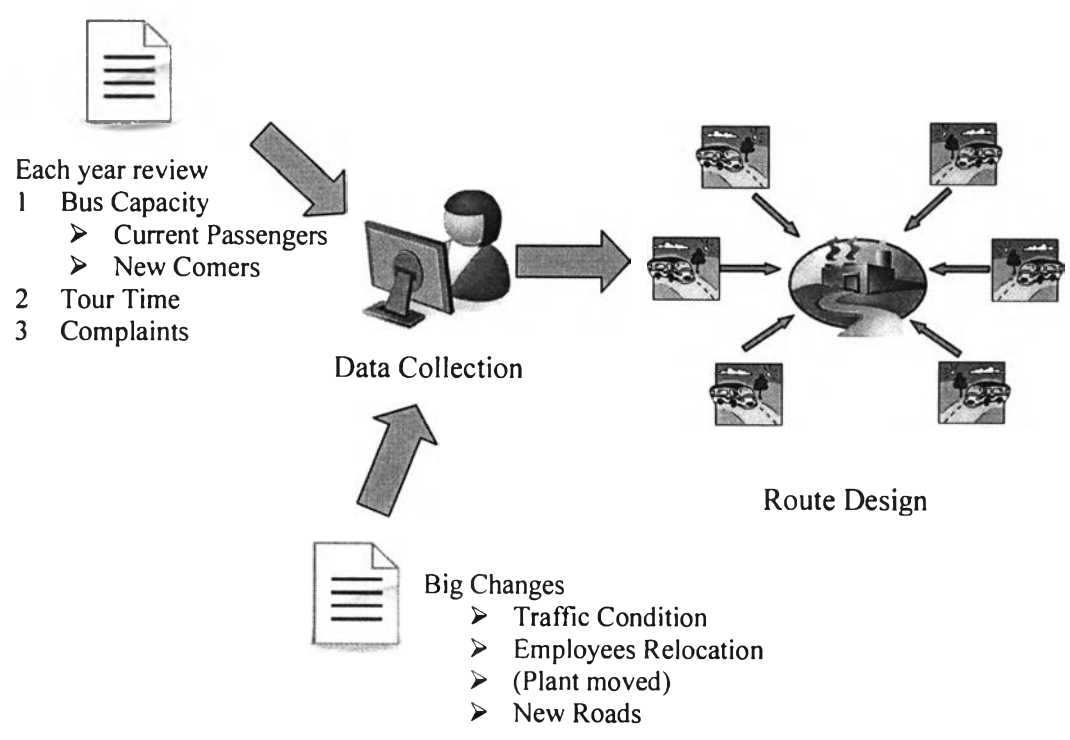 Each year review
1 Bus Capacity
➢ Current Passengers
➢ New Comers
2 Tour Time
3 Complaints
Data Collection
Route Design
Big Changes
➢ Traffic Condition
➢ Employees Relocation
➢ (Plant moved)
➢ New Roads